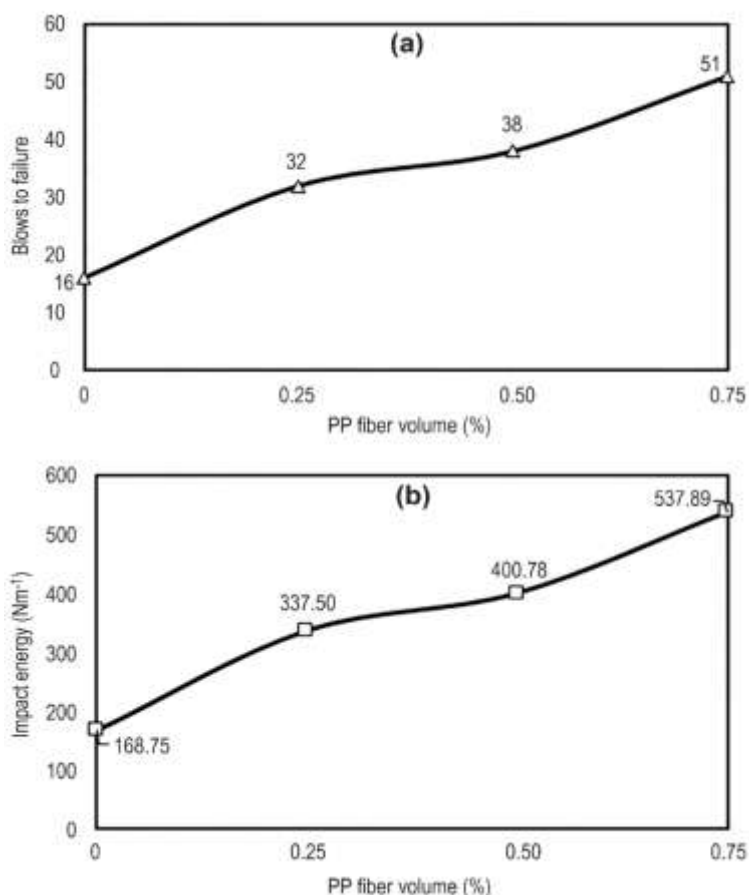 (a)
60
50
40
30
20
10
0
16
32
38
51
0 0.25 0.50 0.75
Blows to failure
PP fiber volume (%)
(b)
600
500
400
300
200
100
0
168.75
337.50
400.78
537.89
0 0.25 0.50 0.75
Impact energy (Nm⁻¹)
PP fiber volume (%)